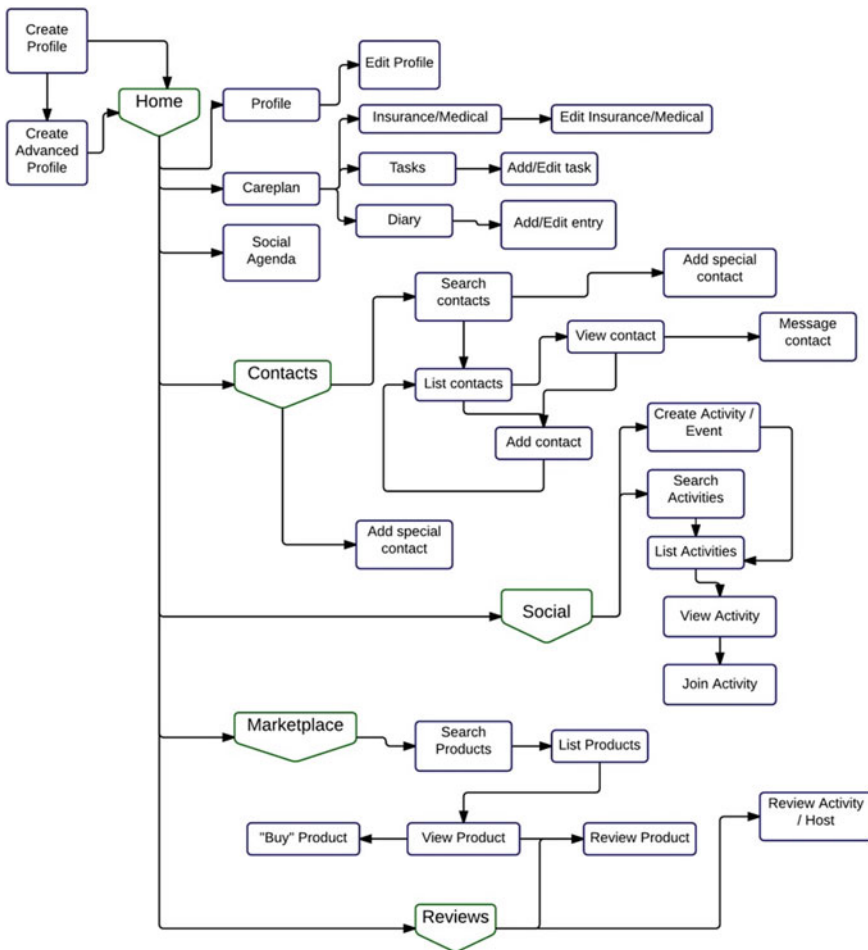 Create
Profile
Home
Create
Advanced
Profile
Profile
Edit Profile
Insurance/Medical
Edit Insurance/Medical
Careplan
Tasks
Add/Edit task
Diary
Add/Edit entry
Social
Agenda
Search
contacts
Add special
contact
Contacts
List contacts
View contact
Message
contact
Add contact
Add special
contact
Create Activity /
Event
Search
Activities
List Activities
Social
View Activity
Join Activity
Marketplace
Search
Products
List Products
"Buy" Product
View Product
Review Product
Review Activity
/ Host
Reviews